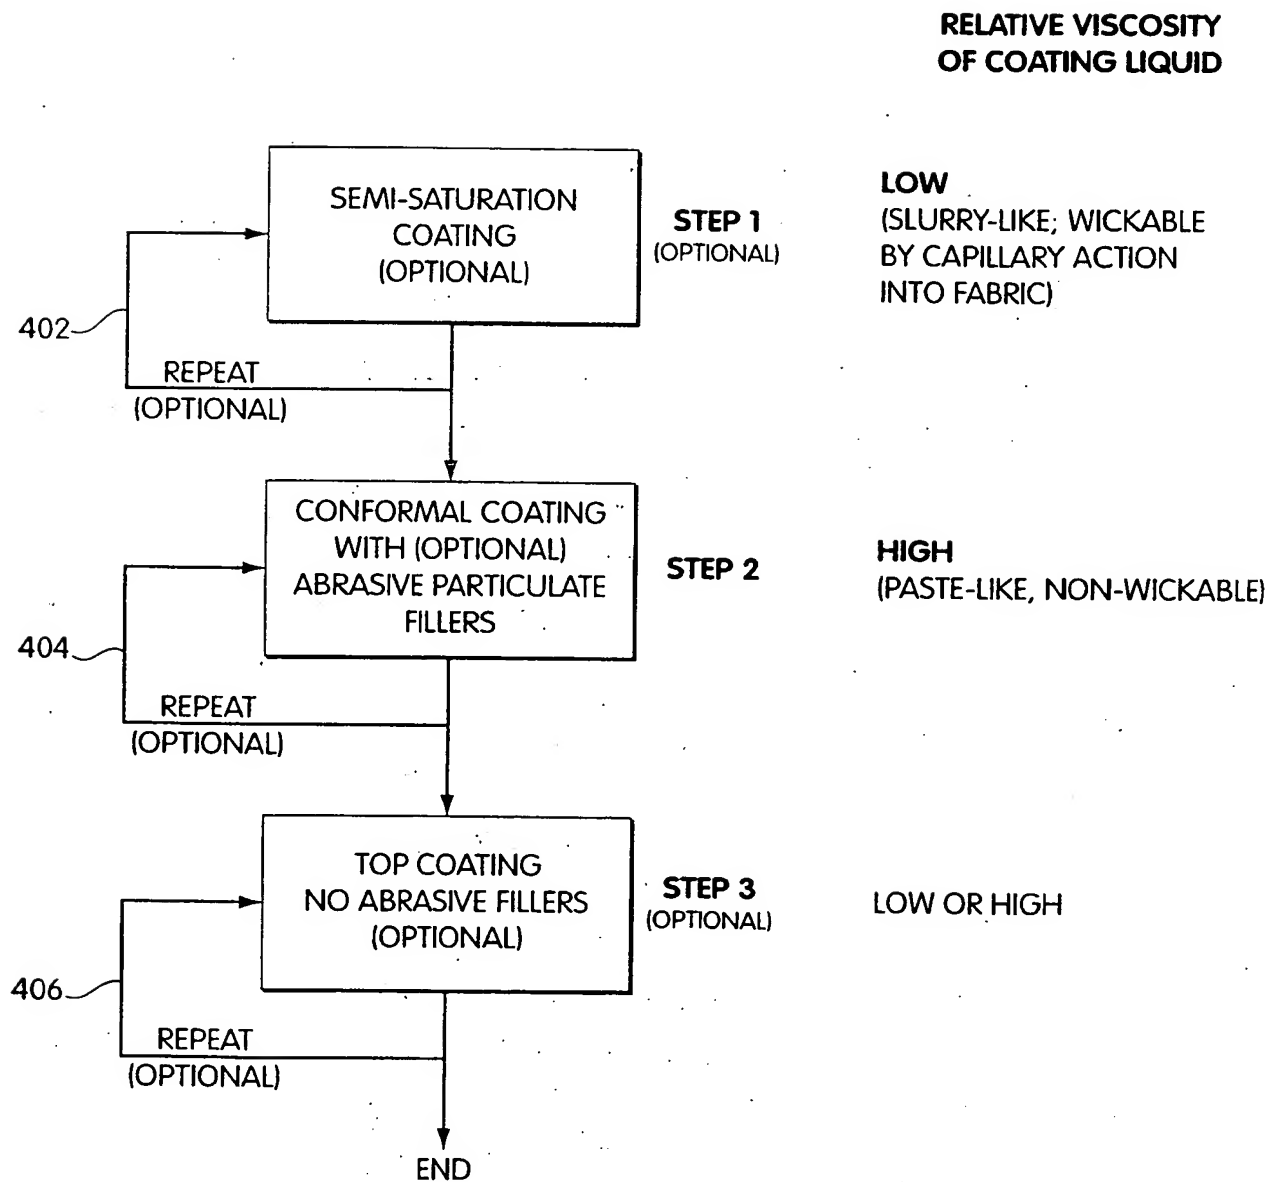 RELATIVE VISCOSITY
OF COATING LIQUID
SEMI-SATURATION
COATING
(OPTIONAL)
STEP 1
(OPTIONAL)
LOW
(SLURRY-LIKE; WICKABLE
BY CAPILLARY ACTION
INTO FABRIC)
402
REPEAT
(OPTIONAL)
CONFORMAL COATING
WITH (OPTIONAL)
ABRASIVE PARTICULATE
FILLERS
STEP 2
HIGH
(PASTE-LIKE, NON-WICKABLE)
404
REPEAT
(OPTIONAL)
TOP COATING
NO ABRASIVE FILLERS
(OPTIONAL)
STEP 3
(OPTIONAL)
LOW OR HIGH
406
REPEAT
(OPTIONAL)
END